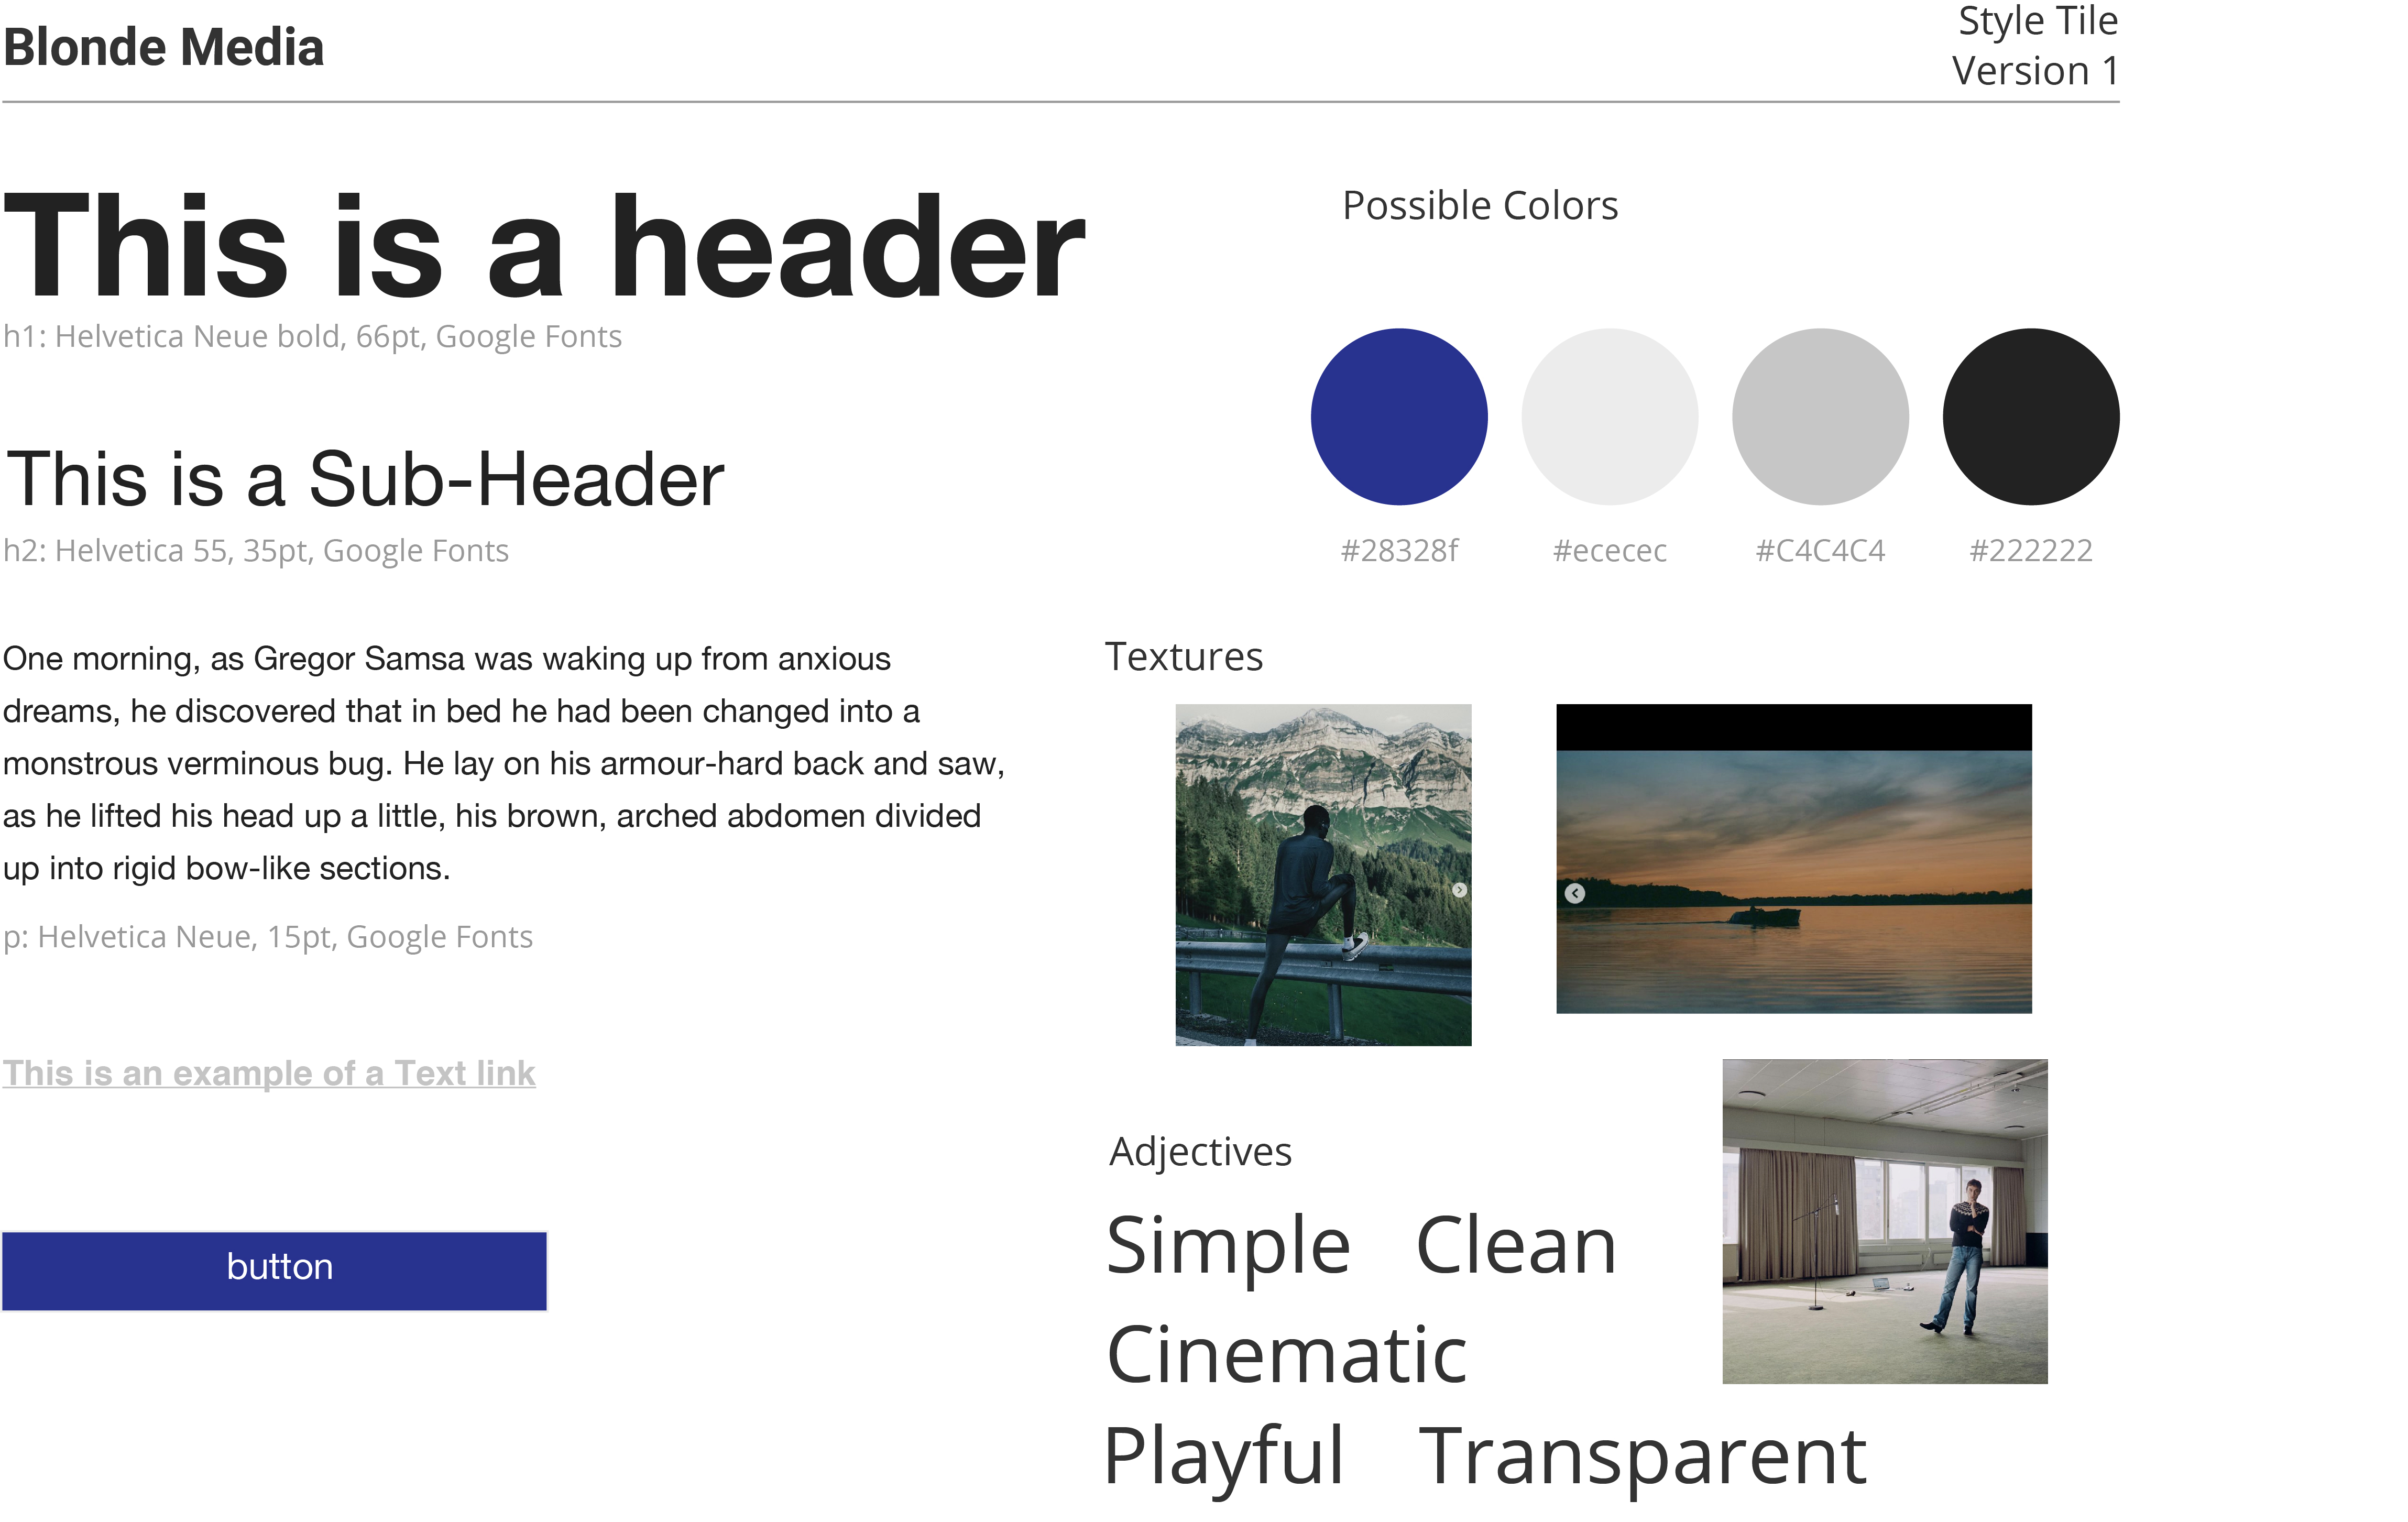 Blonde Media
Style Tile
Version 1
This is a header
h1: Helvetica Neue bold, 66pt, Google Fonts
This is a Sub-Header
h2: Helvetica 55, 35pt, Google Fonts
One morning, as Gregor Samsa was waking up from anxious
dreams, he discovered that in bed he had been changed into a
monstrous verminous bug. He lay on his armour-hard back and saw,
as he lifted his head up a little, his brown, arched abdomen divided
up into rigid bow-like sections.
p: Helvetica Neue, 15pt, Google Fonts
This is an example of a Text link
button
Possible Colors
#28328f #ececec #C4C4C4 #222222
Textures
Adjectives
Simple Clean
Cinematic
Playful Transparent